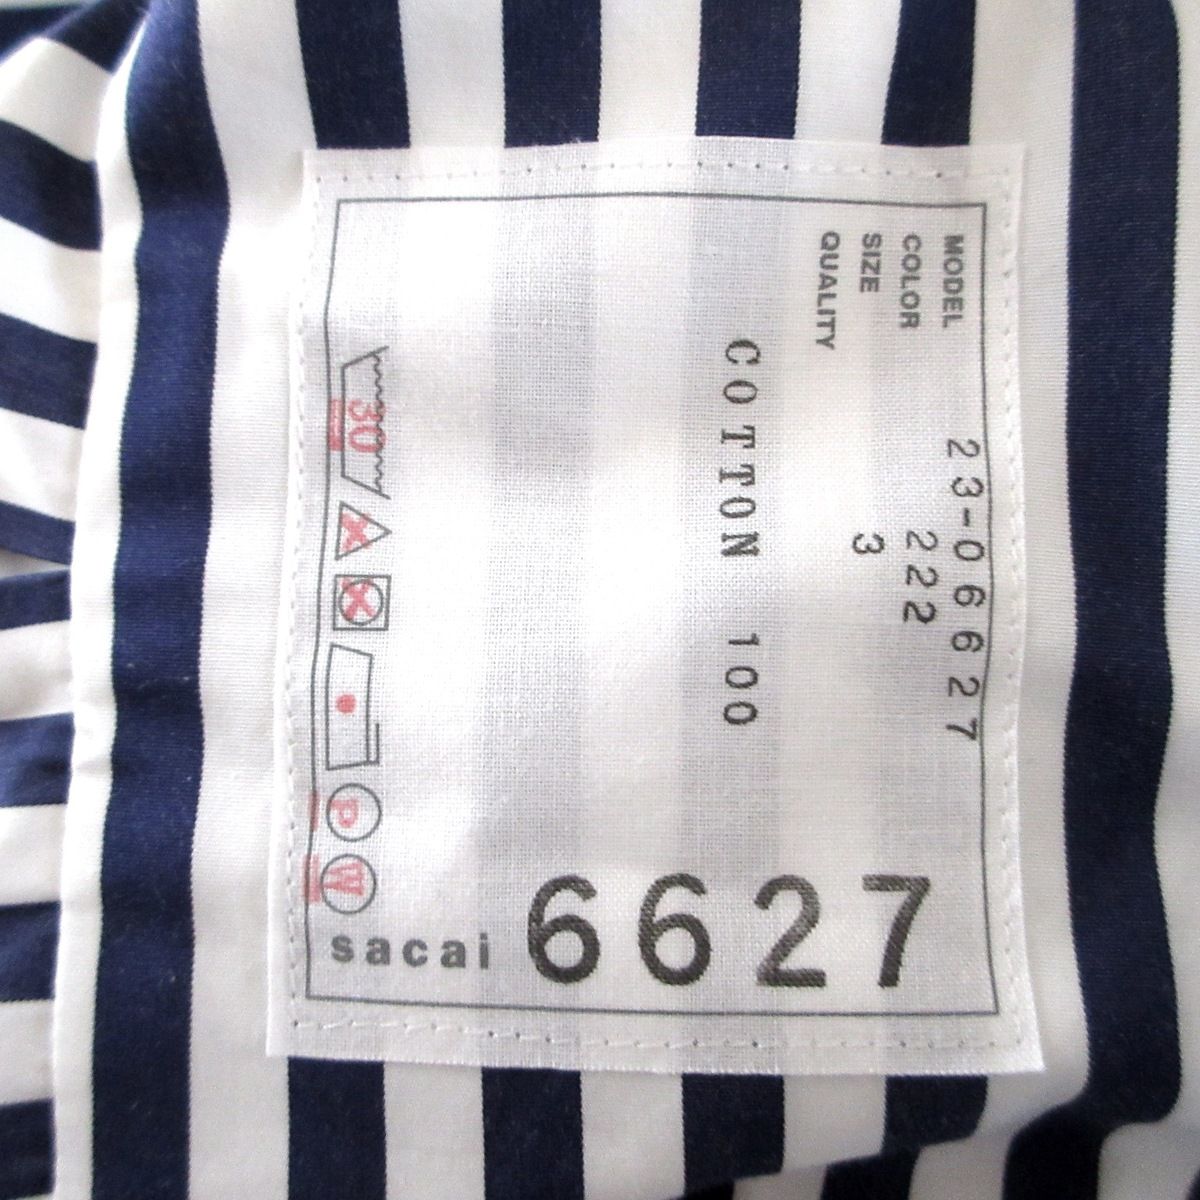 MODEL 23-06627
COLOR 222
SIZE 3
QUALITY
COTTON 100
30
P
W
sacai 6627